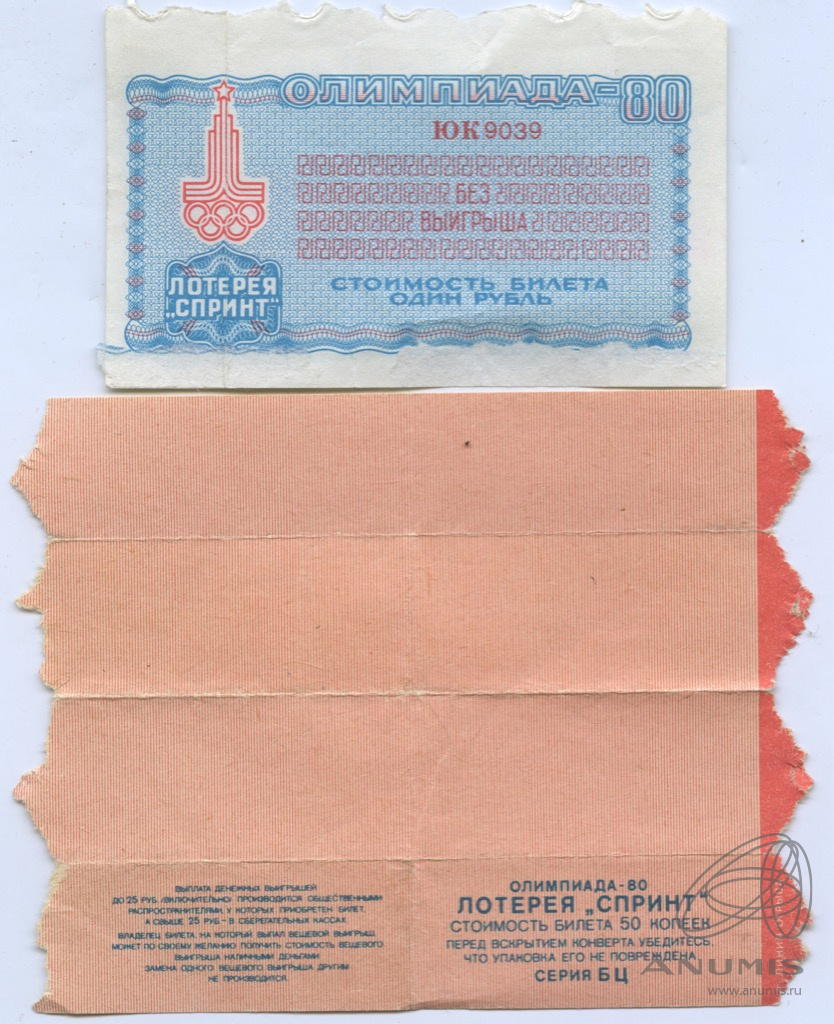 ОЛИМПИАДА-80
ЮК 9039
БЕЗ
ВЫИГРЫША
ЛОТЕРЕЯ
„СПРИНТ"
СТОИМОСТЬ БИЛЕТА
ОДИН РУБЛЬ
ВЫПЛАТА ДЕНЕЖНЫХ ВЫИГРЫШЕЙ
ДО 25 РУБ. /ВКЛЮЧИТЕЛЬНО/ ПРОИЗВОДИТСЯ ОБЩЕСТВЕННЫМИ
РАСПРОСТРАНИТЕЛЯМИ, У КОТОРЫХ ПРИОБРЕТЕН БИЛЕТ,
А СВЫШЕ 25 РУБ - В СБЕРЕГАТЕЛЬНЫХ КАССАХ.
ВЛАДЕЛЕЦ БИЛЕТА, НА КОТОРЫЙ ВЫПАЛ ВЕЩЕВОЙ ВЫИГРЫШ,
МОЖЕТ ПО СВОЕМУ ЖЕЛАНИЮ ПОЛУЧИТЬ СТОИМОСТЬ ВЕЩЕВОГО
ВЫИГРЫША НАЛИЧНЫМИ ДЕНЬГАМИ
ЗАМЕНА ОДНОГО ВЕЩЕВОГО ВЫИГРЫША ДРУГИМ
НЕ ПРОИЗВОДИТСЯ.
ОЛИМПИАДА-80
ЛОТЕРЕЯ „СПРИНТ"
СТОИМОСТЬ БИЛЕТА 50 КОПЕЕК
ПЕРЕД ВСКРЫТИЕМ КОНВЕРТА УБЕДИТЕСЬ,
ЧТО УПАКОВКА ЕГО НЕ ПОВРЕЖДЕНА
СЕРИЯ БЦ
ANUMIS
www.anumis.ru